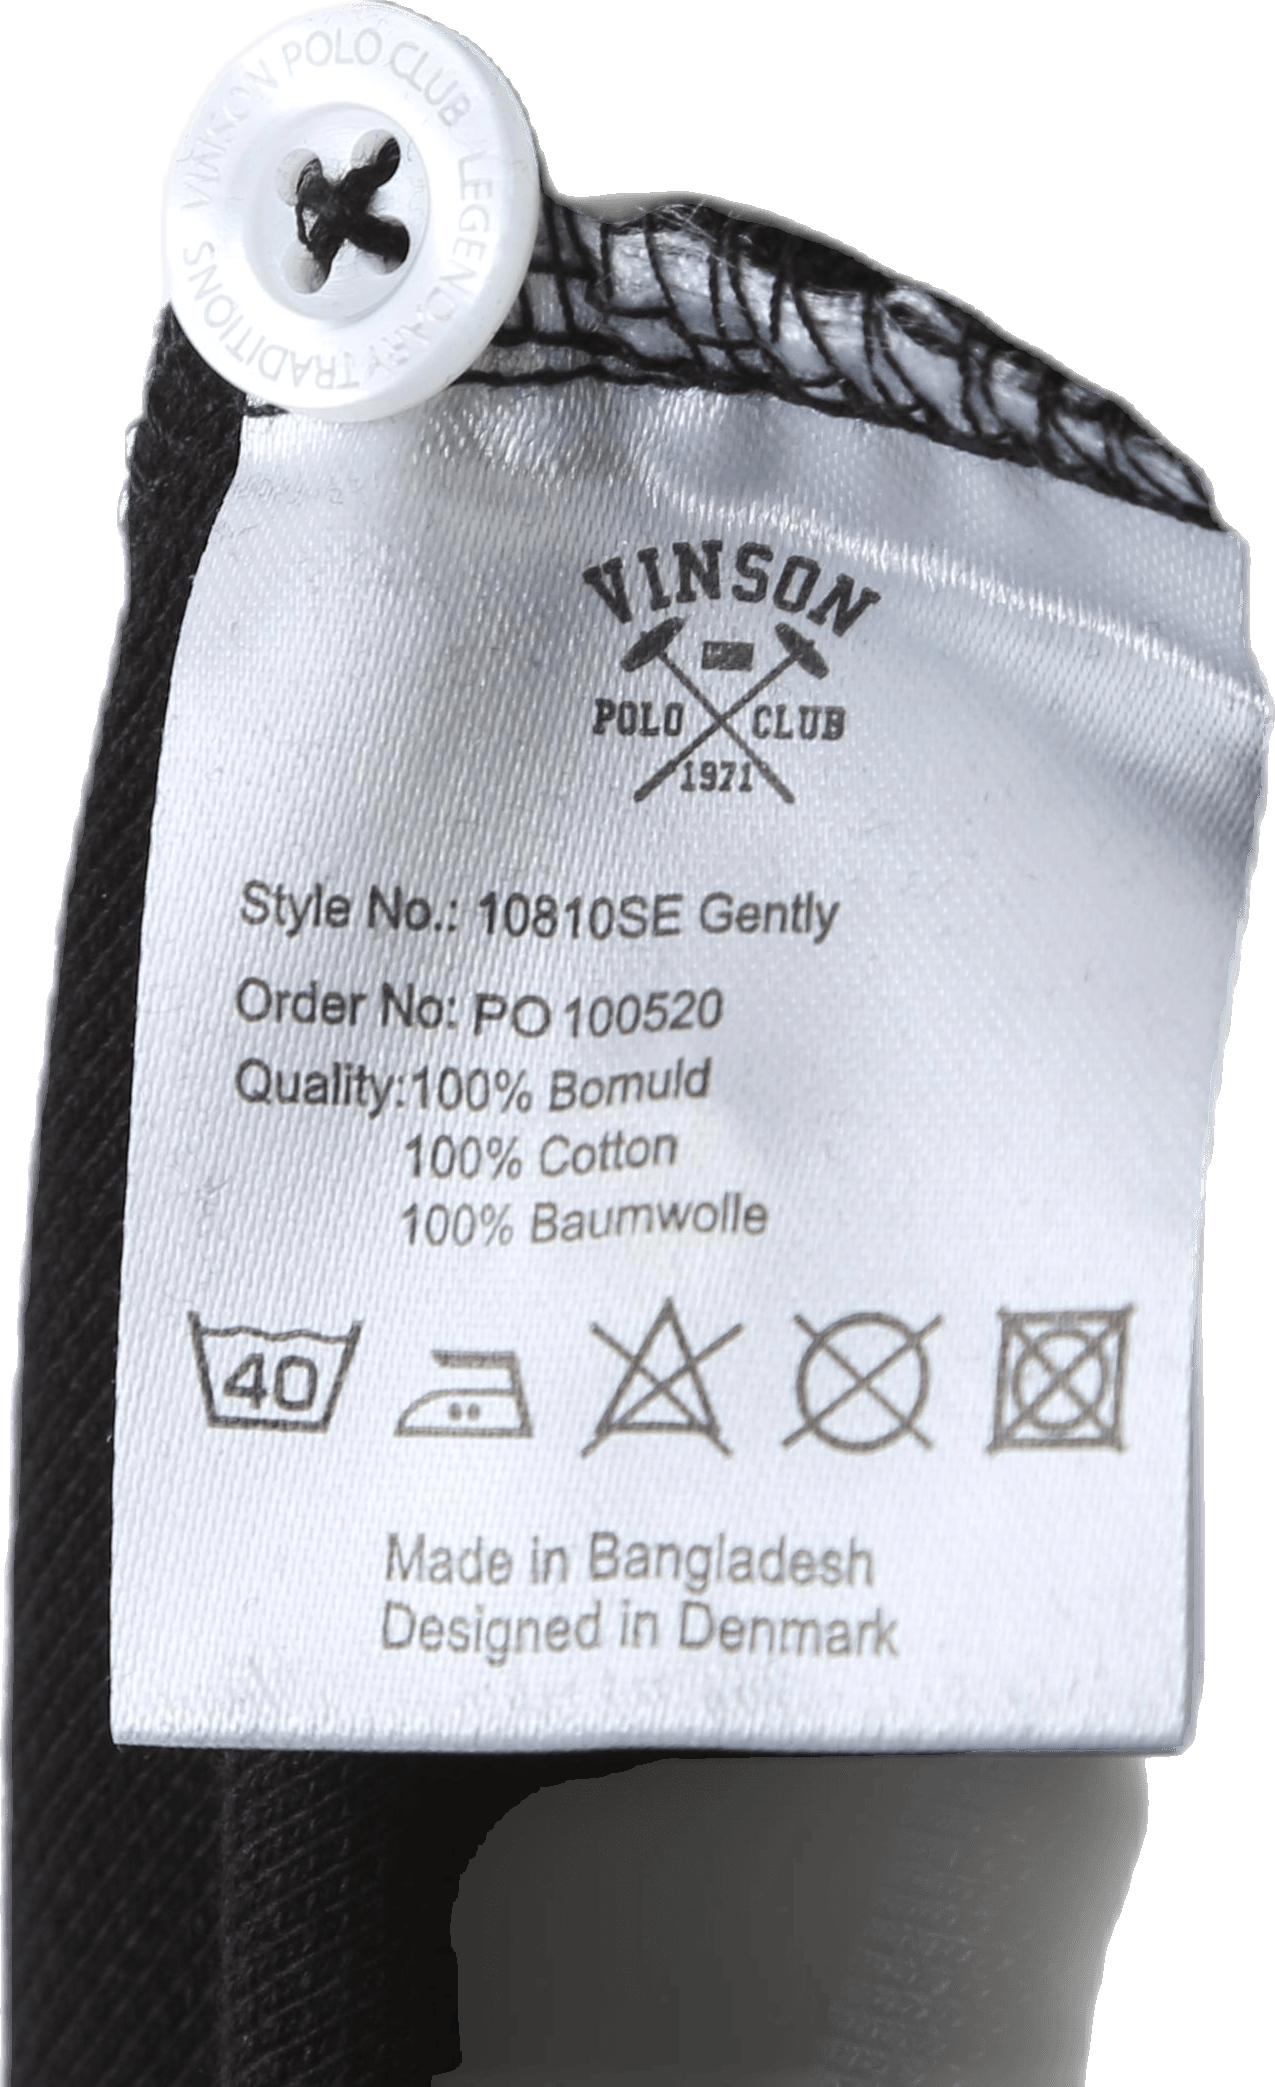 VINSON POLO CLUB LEGENDARY TRADITIONS
VINSON
POLO CLUB
1971
Style No.: 10810SE Gently
Order No: PO 100520
Quality:100% Bomuld
100% Cotton
100% Baumwolle
40
Made in Bangladesh
Designed in Denmark